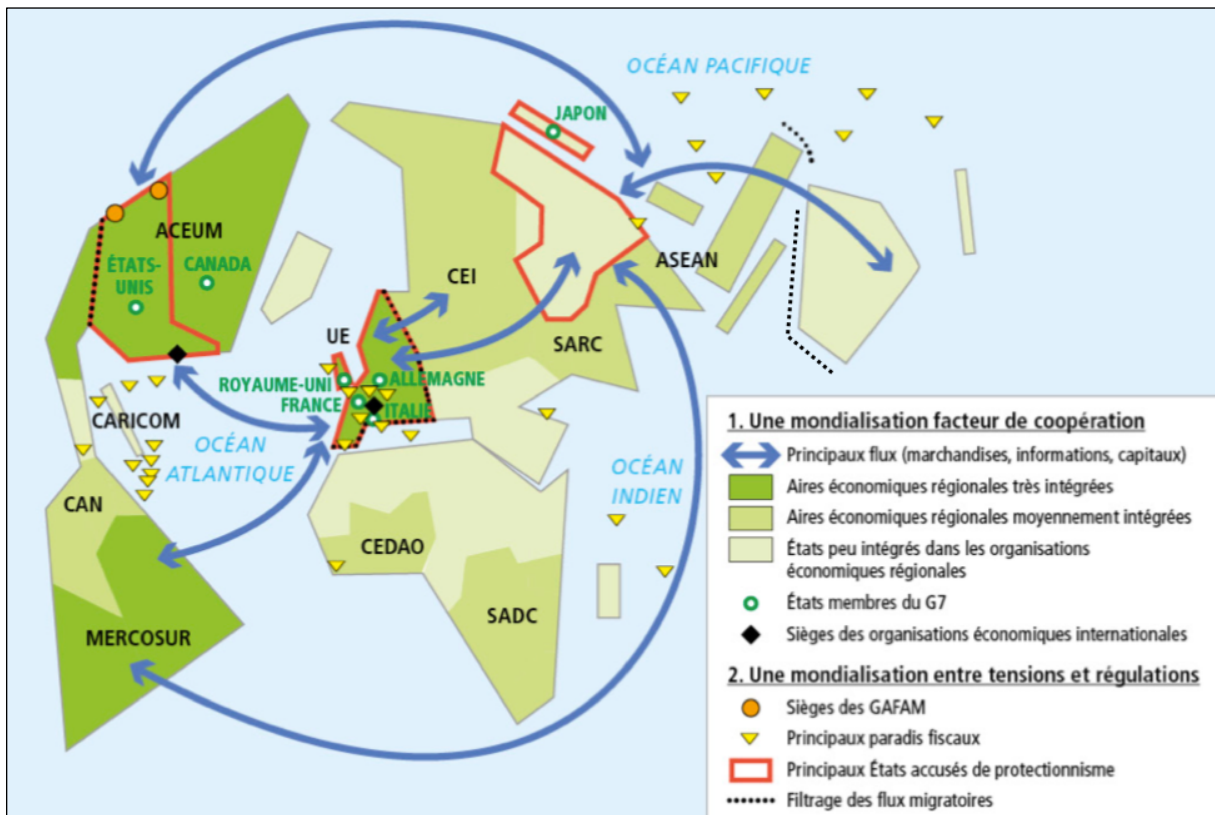 OCÉAN PACIFIQUE
JAPON
ACEUM
ÉTATS-
UNIS
CANADA
CEI
ASEAN
UE
SARC
ROYAUME-UNI
ALLEMAGNE
FRANCE
ITALIE
CARICOM
OCÉAN
ATLANTIQUE
OCÉAN
INDIEN
CAN
CEDAO
SADC
MERCOSUR
1. Une mondialisation facteur de coopération
Principaux flux (marchandises, informations, capitaux)
Aires économiques régionales très intégrées
Aires économiques régionales moyennement intégrées
États peu intégrés dans les organisations
économiques régionales
États membres du G7
Sièges des organisations économiques internationales
2. Une mondialisation entre tensions et régulations
Sièges des GAFAM
Principaux paradis fiscaux
Principaux États accusés de protectionnisme
Filtrage des flux migratoires